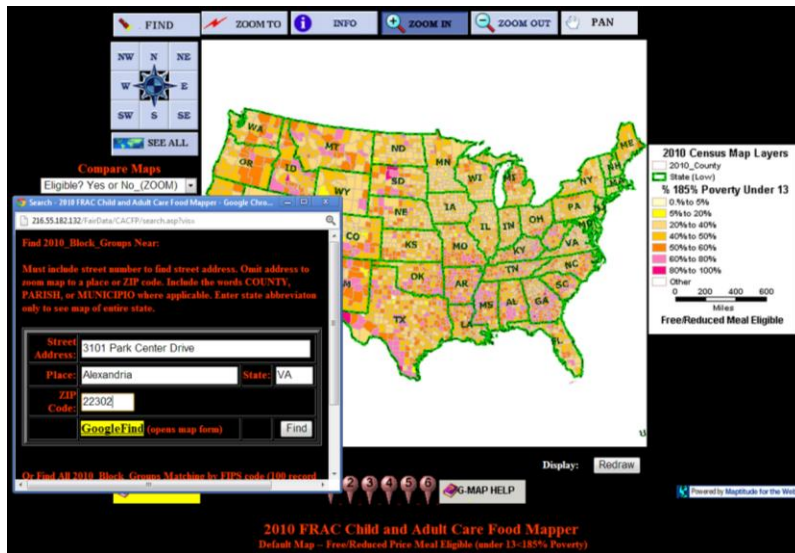 FIND
ZOOM TO
INFO
ZOOM IN
ZOOM OUT
PAN
NW N NE
W E
SW S SE
SEE ALL
Compare Maps
Eligible? Yes or No_(ZOOM)
Search - 2010 FRAC Child and Adult Care Food Mapper - Google Chro...
216.55.182.132/FairData/CACFP/search.asp?visu
Find 2010_Block_Groups Near:
Must include street number to find street address. Omit address to
zoom map to a place or ZIP code. Include the words COUNTY,
PARISH, or MUNICIPIO where applicable. Enter state abbreviaton
only to see map of entire state.
Street
Address: 3101 Park Center Drive
Place: Alexandria State: VA
ZIP
Code: 22302
GoogleFind (opens map form) Find
Or Find All 2010_Block_Groups Matching by FIPS code (100 record
WA
MT
ND
MN
ME
OR
ID
SD
WI
MI
NY
NH
WY
NE
IA
PA
IL
IN
OH
CO
KS
MO
KY
VA
OK
AR
TN
NC
SC
TX
LA
MS
AL
GA
FL
2010 Census Map Layers
2010_County
State (Low)
% 185% Poverty Under 13
0.% to 5%
5% to 20%
20% to 40%
40% to 50%
50% to 60%
60% to 80%
80% to 100%
Other
0 200 400 600
Miles
Free/Reduced Meal Eligible
Display: Redraw
2 3 4 5 6
G-MAP HELP
Powered by Maptitude for the Web
2010 FRAC Child and Adult Care Food Mapper
Default Map -- Free/Reduced Price Meal Eligible (under 13<185% Poverty)